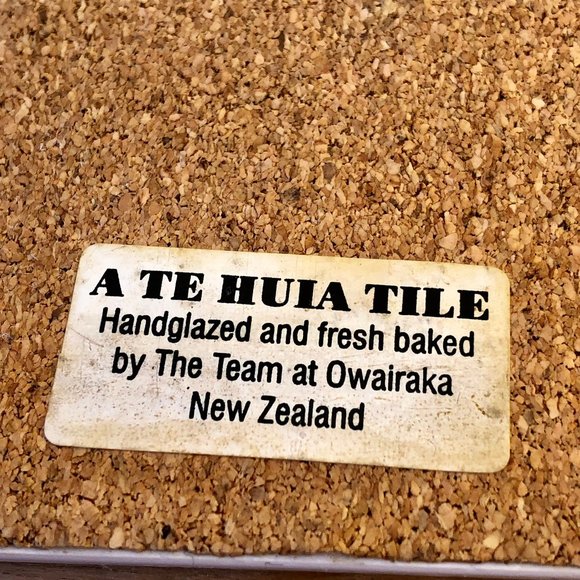 A TE HUIA TILE
Handglazed and fresh baked
by The Team at Owairaka
New Zealand